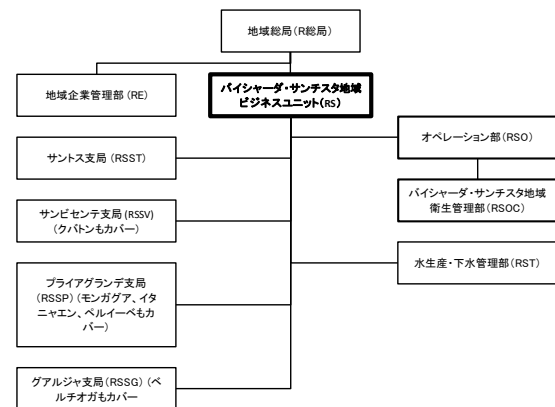 地域総局(R総局)
地域企業管理部 (RE)
バイシャーダ・サンチスタ地域
ビジネスユニット(RS)
サントス支局 (RSST)
オペレーション部(RSO)
バイシャーダ・サンチスタ地域
衛生管理部(RSOC)
サンビセンテ支局 (RSSV)
(クバトンもカバー)
水生産・下水管理部(RST)
プライアグランデ支局
(RSSP) (モンガグア、イタ
ニャエン、ペルイーベもカ
バー)
グアルジャ支局(RSSG) (ベ
ルチオガもカバー